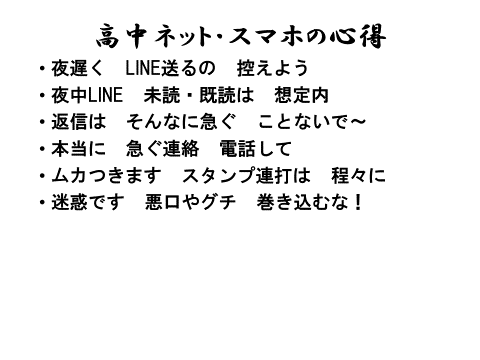 高中ネット・スマホの心得
・夜遅く　LINE送るの　控えよう
・夜中LINE　未読・既読は　想定内
・返信は　そんなに急ぐ　ことないで～
・本当に　急ぐ連絡　電話して
・ムカつきます　スタンプ連打は　程々に
・迷惑です　悪口やグチ　巻き込むな！